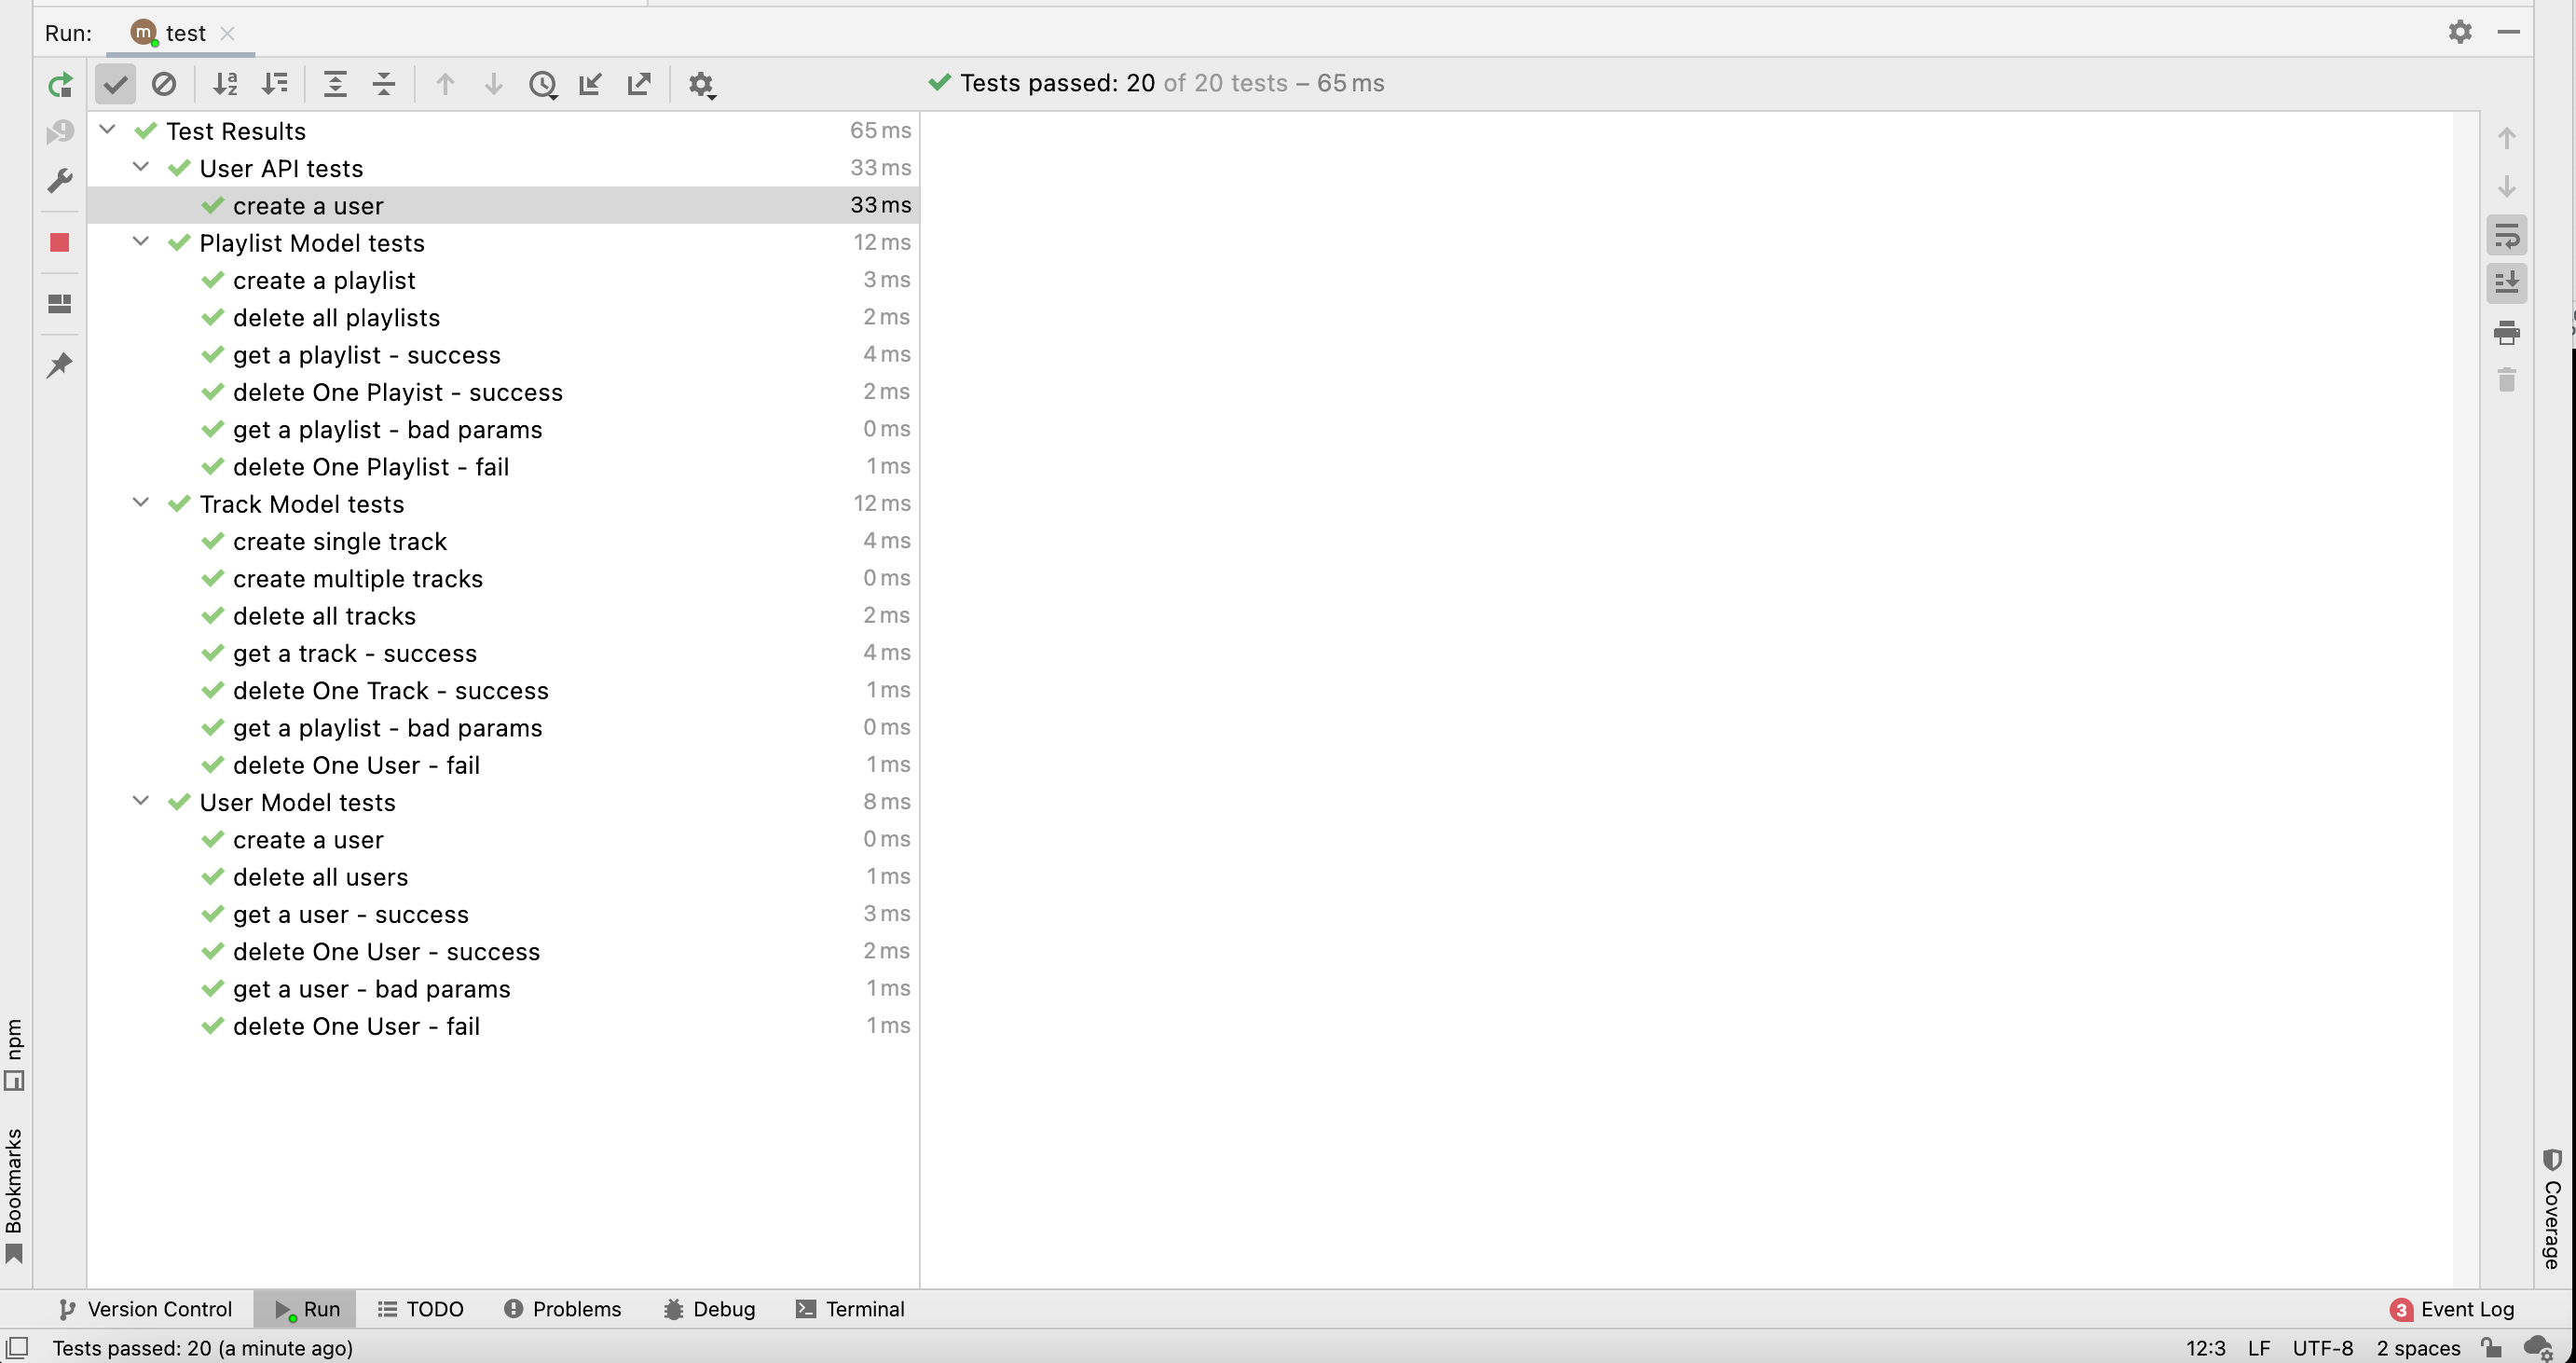 Run: m test
Tests passed: 20 of 20 tests – 65 ms
Test Results 65 ms
User API tests 33 ms
create a user 33 ms
Playlist Model tests 12 ms
create a playlist 3 ms
delete all playlists 2 ms
get a playlist - success 4 ms
delete One Playist - success 2 ms
get a playlist - bad params 0 ms
delete One Playlist - fail 1 ms
Track Model tests 12 ms
create single track 4 ms
create multiple tracks 0 ms
delete all tracks 2 ms
get a track - success 4 ms
delete One Track - success 1 ms
get a playlist - bad params 0 ms
delete One User - fail 1 ms
User Model tests 8 ms
create a user 0 ms
delete all users 1 ms
get a user - success 3 ms
delete One User - success 2 ms
get a user - bad params 1 ms
delete One User - fail 1 ms
npm
Bookmarks
Coverage
Version Control Run TODO Problems Debug Terminal 3 Event Log
Tests passed: 20 (a minute ago) 12:3 LF UTF-8 2 spaces